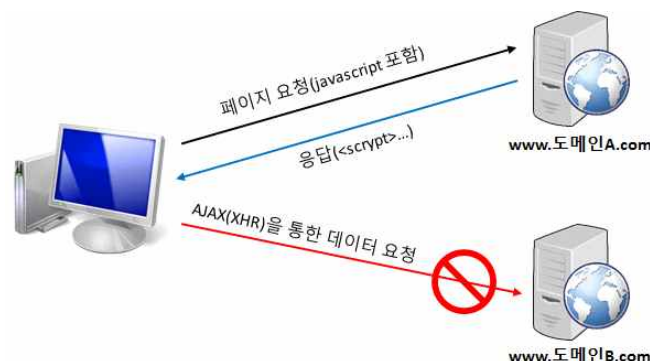 페이지 요청(javascript 포함)
응답(<scrypt>...)
www.도메인A.com
AJAX(XHR)을 통한 데이터 요청
www.도메인B.com